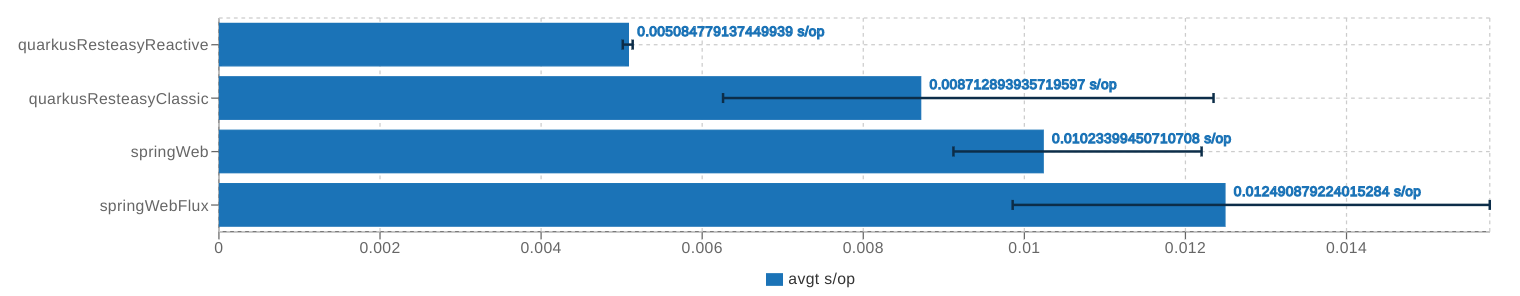 quarkusResteasyReactive
0.005084779137449939 s/op
quarkusResteasyClassic
0.008712893935719597 s/op
springWeb
0.01023399450710708 s/op
springWebFlux
0.012490879224015284 s/op
0 0.002 0.004 0.006 0.008 0.01 0.012 0.014
avgt s/op